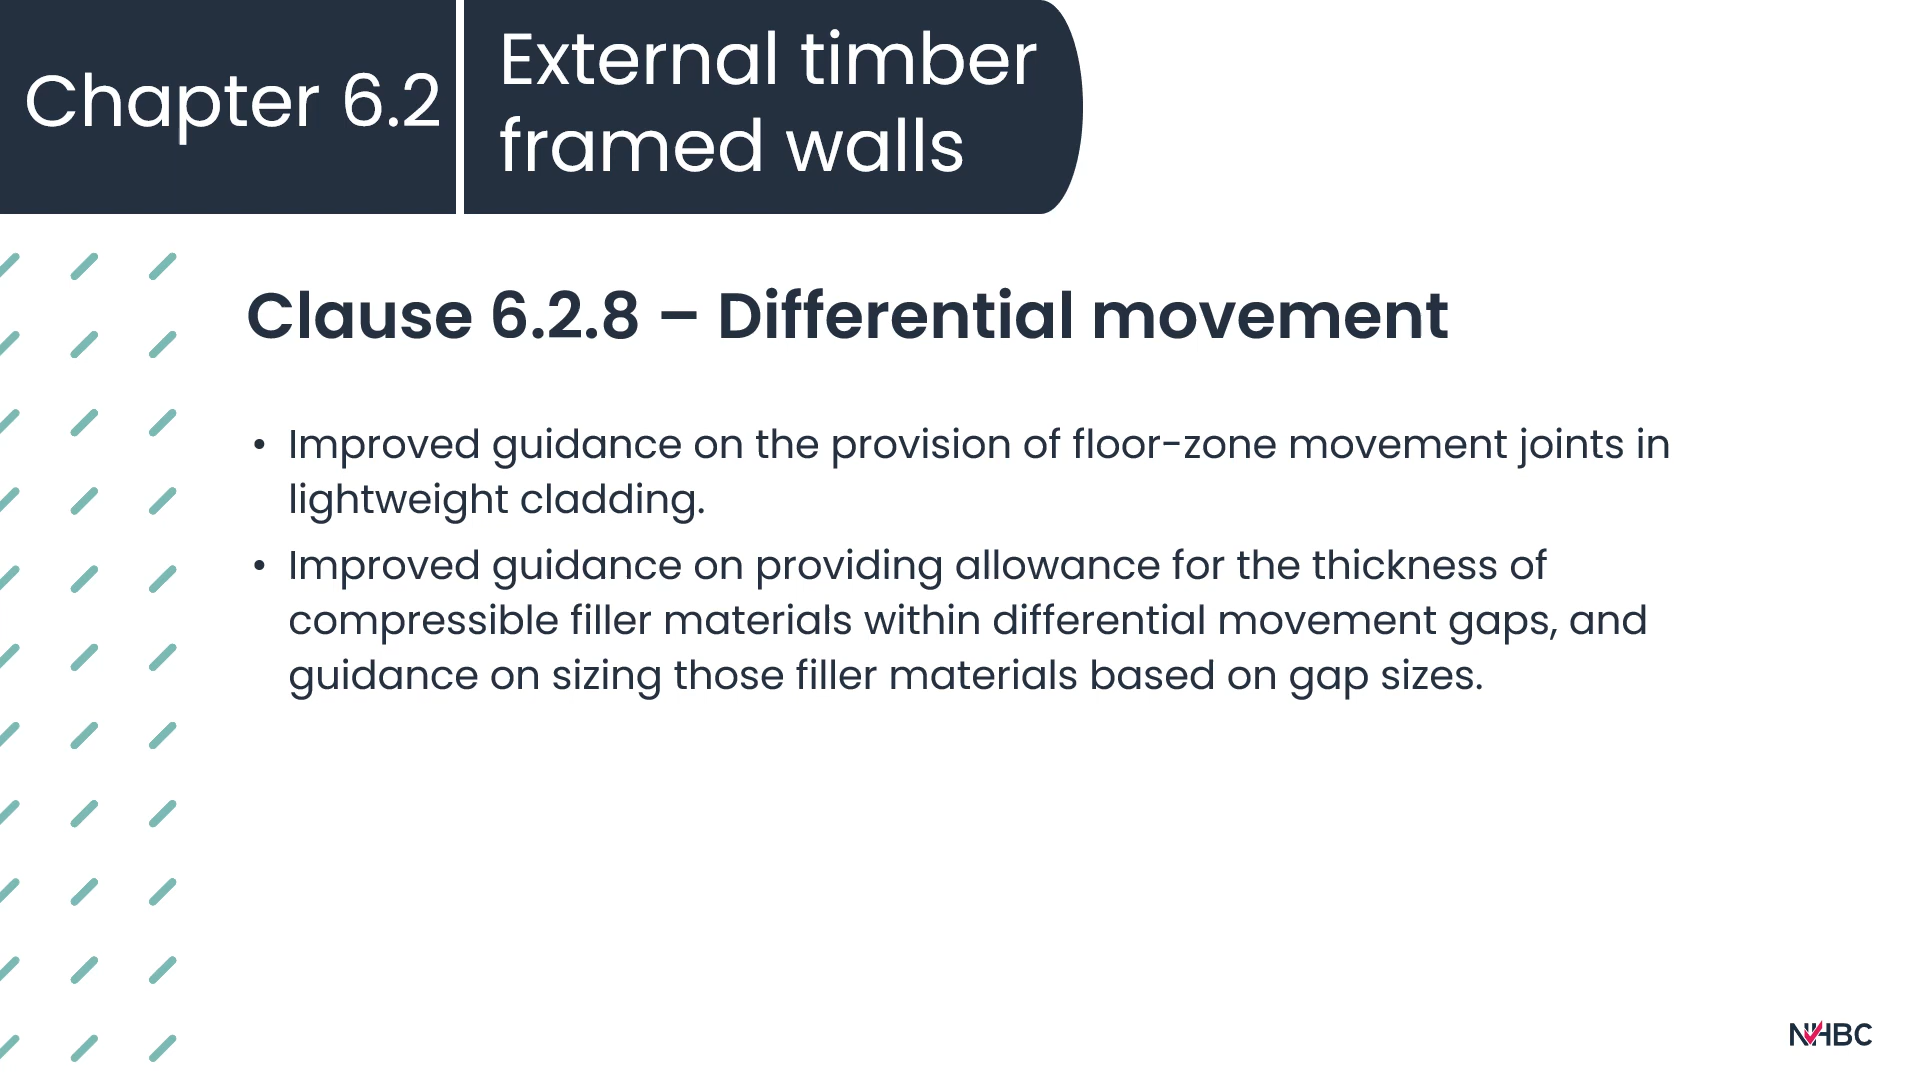 Chapter 6.2
External timber
framed walls
Clause 6.2.8 – Differential movement
• Improved guidance on the provision of floor-zone movement joints in
lightweight cladding.
• Improved guidance on providing allowance for the thickness of
compressible filler materials within differential movement gaps, and
guidance on sizing those filler materials based on gap sizes.
NHBC